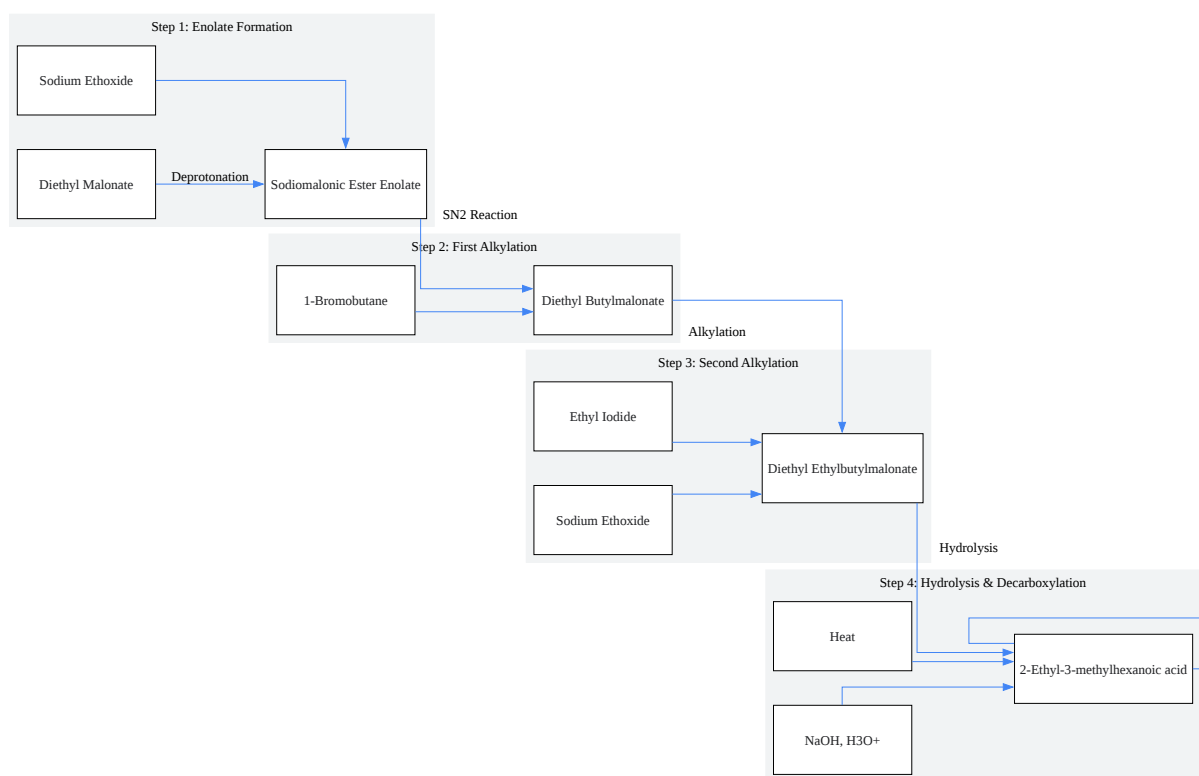 Step 1: Enolate Formation
Sodium Ethoxide
Diethyl Malonate
Deprotonation
Sodiomalonic Ester Enolate
SN2 Reaction
Step 2: First Alkylation
1-Bromobutane
Diethyl Butylmalonate
Alkylation
Step 3: Second Alkylation
Ethyl Iodide
Diethyl Ethylbutylmalonate
Sodium Ethoxide
Hydrolysis
Step 4: Hydrolysis & Decarboxylation
Heat
2-Ethyl-3-methylhexanoic acid
NaOH, H3O+